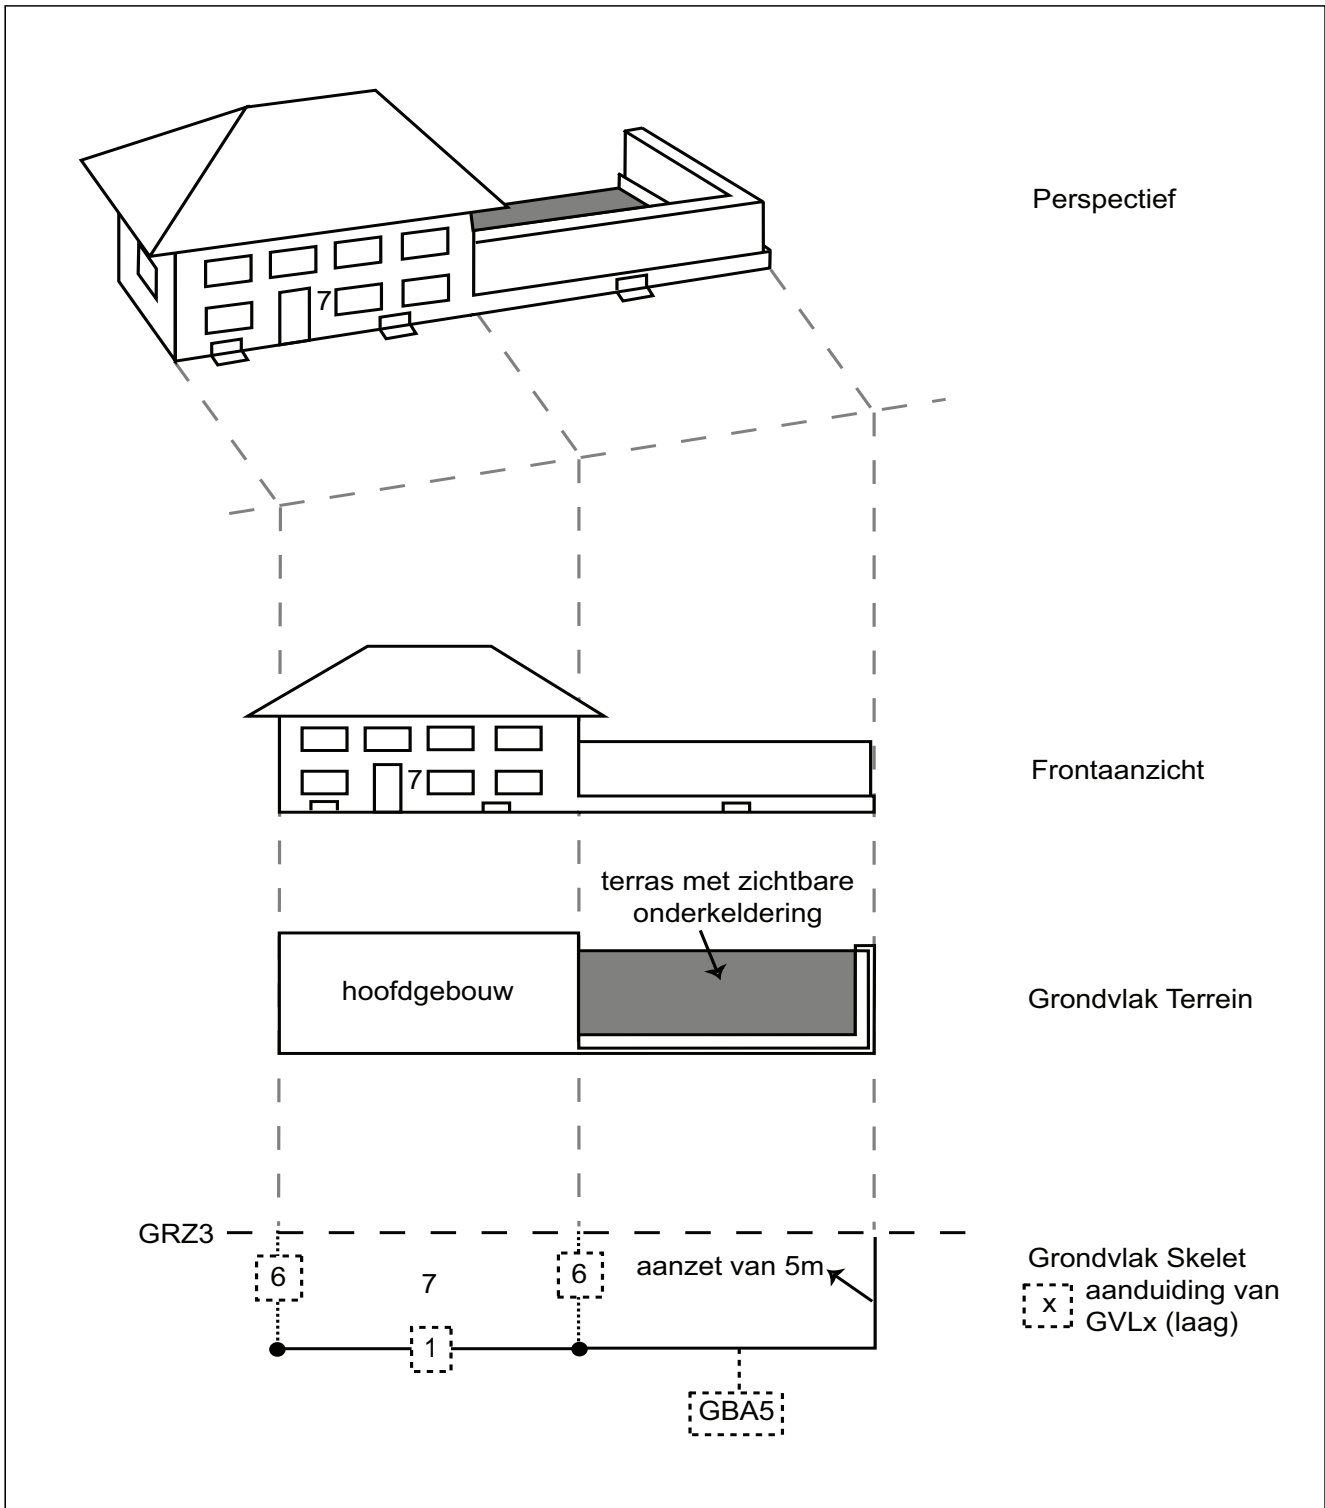 Perspectief
7
7
Frontaanzicht
terras met zichtbare
onderkeldering
hoofdgebouw
Grondvlak Terrein
GRZ3
6
7
6
aanzet van 5m
1
GBA5
Grondvlak Skelet
x
aanduiding van
GVLx (laag)